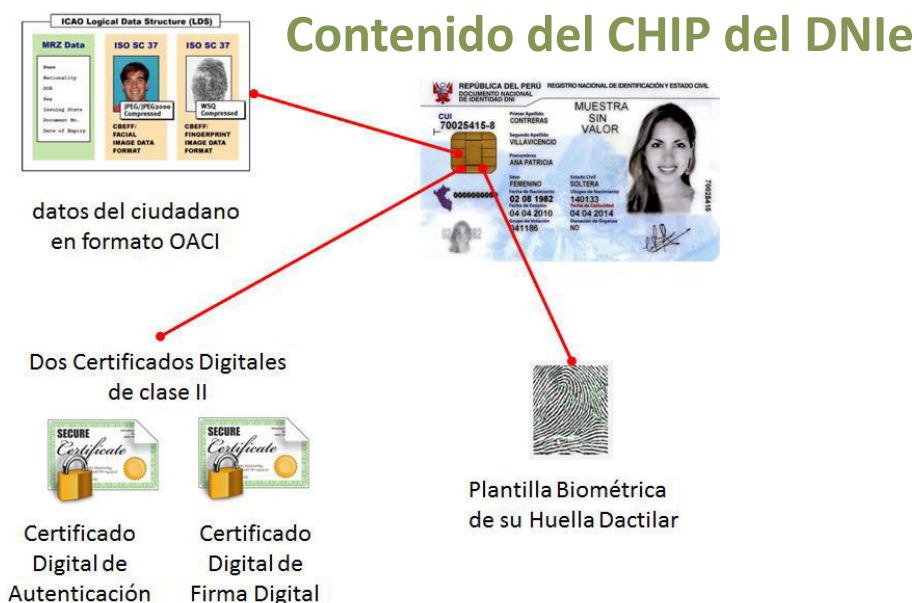 Contenido del CHIP del DNIe
ICAO Logical Data Structure (LDS)
MRZ Data
Name
Nationality
DOB
Sex
Issuing State
Document No.
Date of Expiry
ISO SC 37
JPEG/JPEG2000
Compressed
CBEFF/
FACIAL
IMAGE DATA
FORMAT
ISO SC 37
WSQ
Compressed
CBEFF/
FINGERPRINT
IMAGE DATA
FORMAT
datos del ciudadano
en formato OACI
REPÚBLICA DEL PERÚ REGISTRO NACIONAL DE IDENTIFICACIÓN Y ESTADO CIVIL
DOCUMENTO NACIONAL
DE IDENTIDAD DNI
CUI
70025415-8
Primer Apellido
CONTRERAS
Segundo Apellido
VILLAVICENCIO
Prenombres
ANA PATRICIA
MUESTRA
SIN
VALOR
Sexo Estado Civil
FEMENINO SOLTERA
Fecha de Nacimiento Ubigeo de Nacimiento
02 08 1982 140133
Fecha de Emisión Fecha de Caducidad
04 04 2010 04 04 2014
Grupo de Votación Donación de Órganos
041186 NO
70025415
Dos Certificados Digitales
de clase II
SECURE
Certificate
SECURE
Certificate
Certificado
Digital de
Autenticación
Certificado
Digital de
Firma Digital
Plantilla Biométrica
de su Huella Dactilar